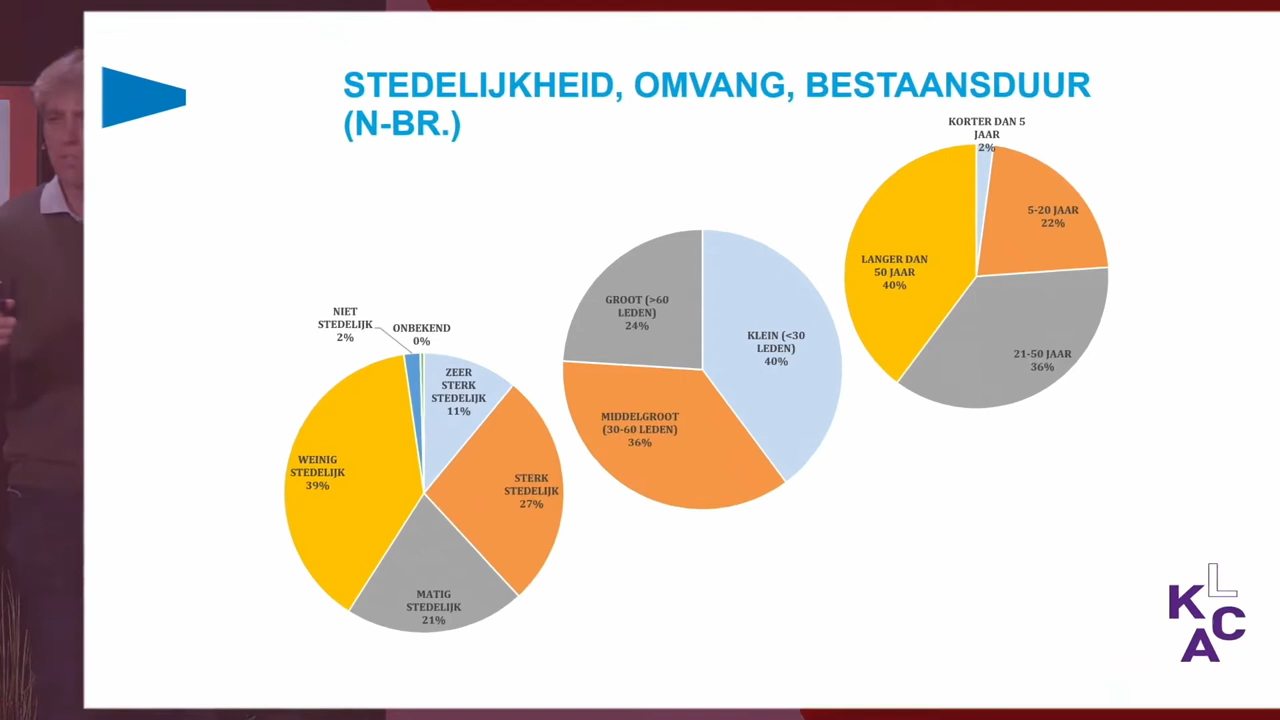 STEDELIJKHEID, OMVANG, BESTAANSDUUR
(N-BR.)
NIET
STEDELIJK
2%
ONBEKEND
0%
ZEER
STERK
STEDELIJK
11%
STERK
STEDELIJK
27%
MATIG
STEDELIJK
21%
WEINIG
STEDELIJK
39%
GROOT (>60
LEDEN)
24%
KLEIN (<30
LEDEN)
40%
MIDDELGROOT
(30-60 LEDEN)
36%
KORTER DAN 5
JAAR
2%
5-20 JAAR
22%
21-50 JAAR
36%
LANGER DAN
50 JAAR
40%
L
K
C
A